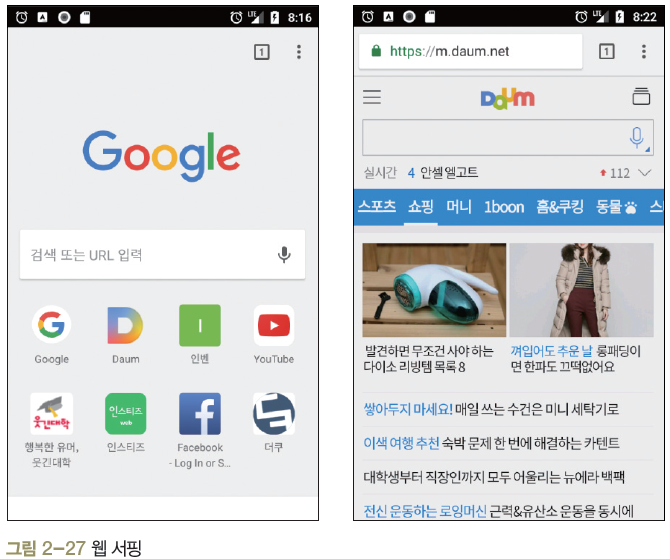 LTE 8:16
1
Google
검색 또는 URL 입력
Google
Daum
인벤
YouTube
행복한 유머,
웃긴대학
인스티즈
Facebook
- Log In or S...
더쿠
I
웃긴대학
인스티즈
web
LTE 8:22
https://m.daum.net
1
Daum
실시간 4 안셀 엘고트 112
스포츠 쇼핑 머니 1boon 홈&쿠킹 동물 스
발견하면 무조건 사야 하는
다이소 리빙템 목록 8
껴입어도 추운 날 롱패딩이
면 한파도 끄떡없어요
쌓아두지 마세요! 매일 쓰는 수건은 미니 세탁기로
이색 여행 추천 숙박 문제 한 번에 해결하는 카텐트
대학생부터 직장인까지 모두 어울리는 뉴에라 백팩
전신 운동하는 로잉머신 근력&유산소 운동을 동시에
그림 2-27 웹 서핑